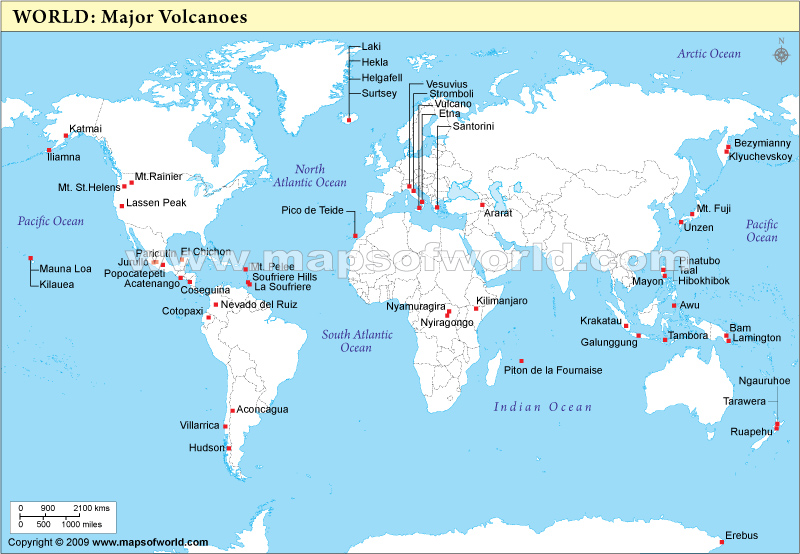 WORLD: Major Volcanoes
Laki
Hekla
Helgafell
Surtsey
Arctic Ocean
Vesuvius
Stromboli
Vulcano
Etna
Santorini
Katmai
Iliamna
Bezymianny
Klyuchevskoy
North
Atlantic Ocean
Mt.Rainier
Mt. St.Helens
Lassen Peak
Pico de Teide
Ararat
Mt. Fuji
Unzen
Pacific Ocean
Pacific
Ocean
Paricutin
El Chichon
Jurullo
Popocatepeti
Acatenango
Coseguina
www.mapsofworld.com
Mt. Pelee
Soufriere Hills
La Soufriere
Mauna Loa
Kilauea
Pinatubo
Taal
Hibokhibok
Mayon
Nevado del Ruiz
Cotopaxi
Nyamuragira
Nyiragongo
Kilimanjaro
Awu
Krakatau
Galunggung
Tambora
Bam
Lamington
South Atlantic
Ocean
Piton de la Fournaise
Indian Ocean
Ngauruhoe
Tarawera
Ruapehu
Aconcagua
Villarrica
Hudson
0 900 2100 kms
0 500 1000 miles
Copyright © 2009 www.mapsofworld.com
Erebus